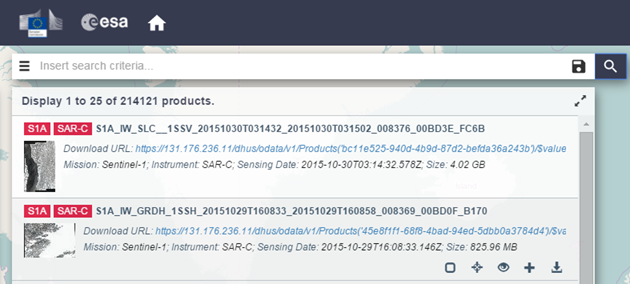 esa
Insert search criteria...
Display 1 to 25 of 214121 products.
S1A SAR-C S1A_IW_SLC__1SSV_20151030T031432_20151030T031502_008376_00BD3E_FC6B
Download URL: https://131.176.236.11/dhus/odata/v1/Products('bc11e525-940d-4b9d-87d2-befda36a243b')/$value
Mission: Sentinel-1; Instrument: SAR-C; Sensing Date: 2015-10-30T03:14:32.578Z; Size: 4.02 GB
S1A SAR-C S1A_IW_GRDH_1SSH_20151029T160833_20151029T160858_008369_00BD0F_B170
Download URL: https://131.176.236.11/dhus/odata/v1/Products('45e8f1f1-68f8-4bad-94ed-5dbb0a3784d4')/$va
Mission: Sentinel-1; Instrument: SAR-C; Sensing Date: 2015-10-29T16:08:33.146Z; Size: 825.96 MB